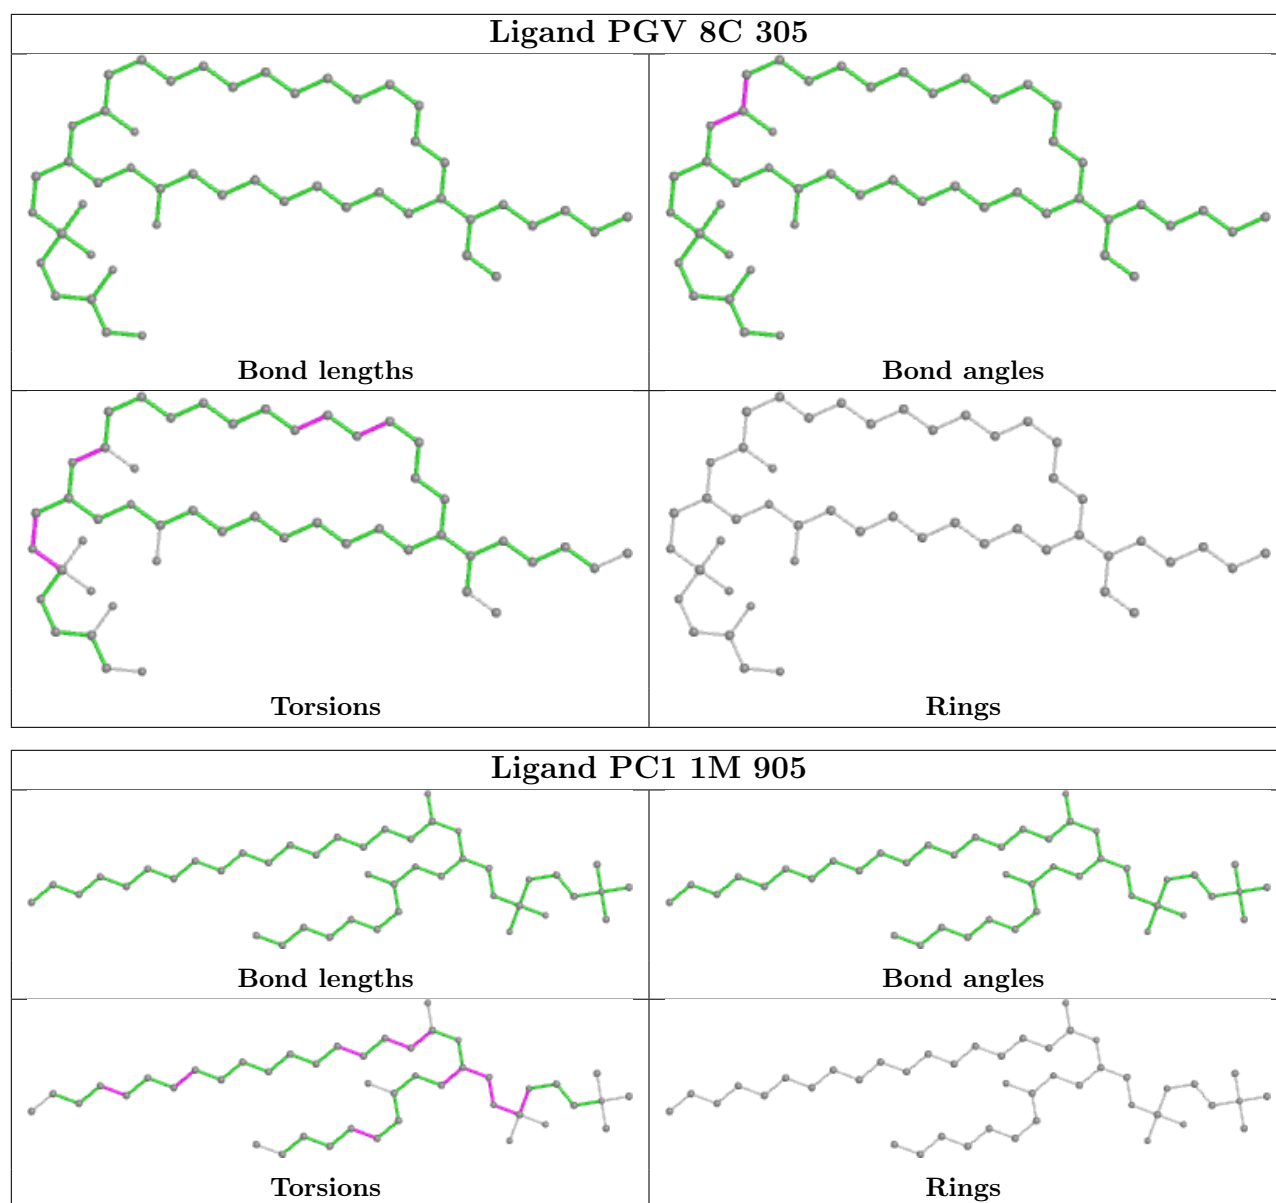 Ligand PGV 8C 305
Bond lengths
Bond angles
Torsions
Rings
Ligand PC1 1M 905
Bond lengths
Bond angles
Torsions
Rings